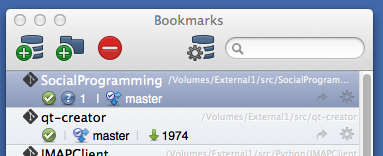 Bookmarks
SocialProgramming /Volumes/External1/src/SocialProgram...
1 master
qt-creator /Volumes/External1/src/qt-creator
master 1974
IMAPClient /Volumes/External1/src/Python/IMAPClient